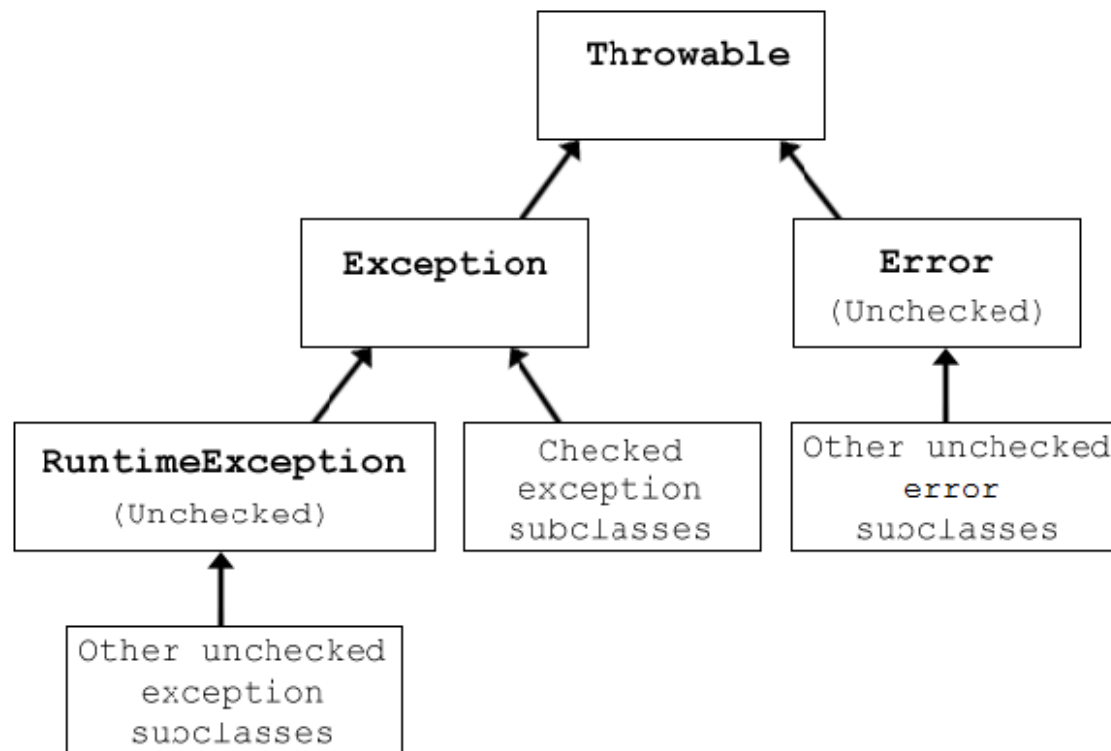 Throwable
Exception
Error
(Unchecked)
RuntimeException
(Unchecked)
Checked
exception
subclasses
Other unchecked
error
subclasses
Other unchecked
exception
subclasses